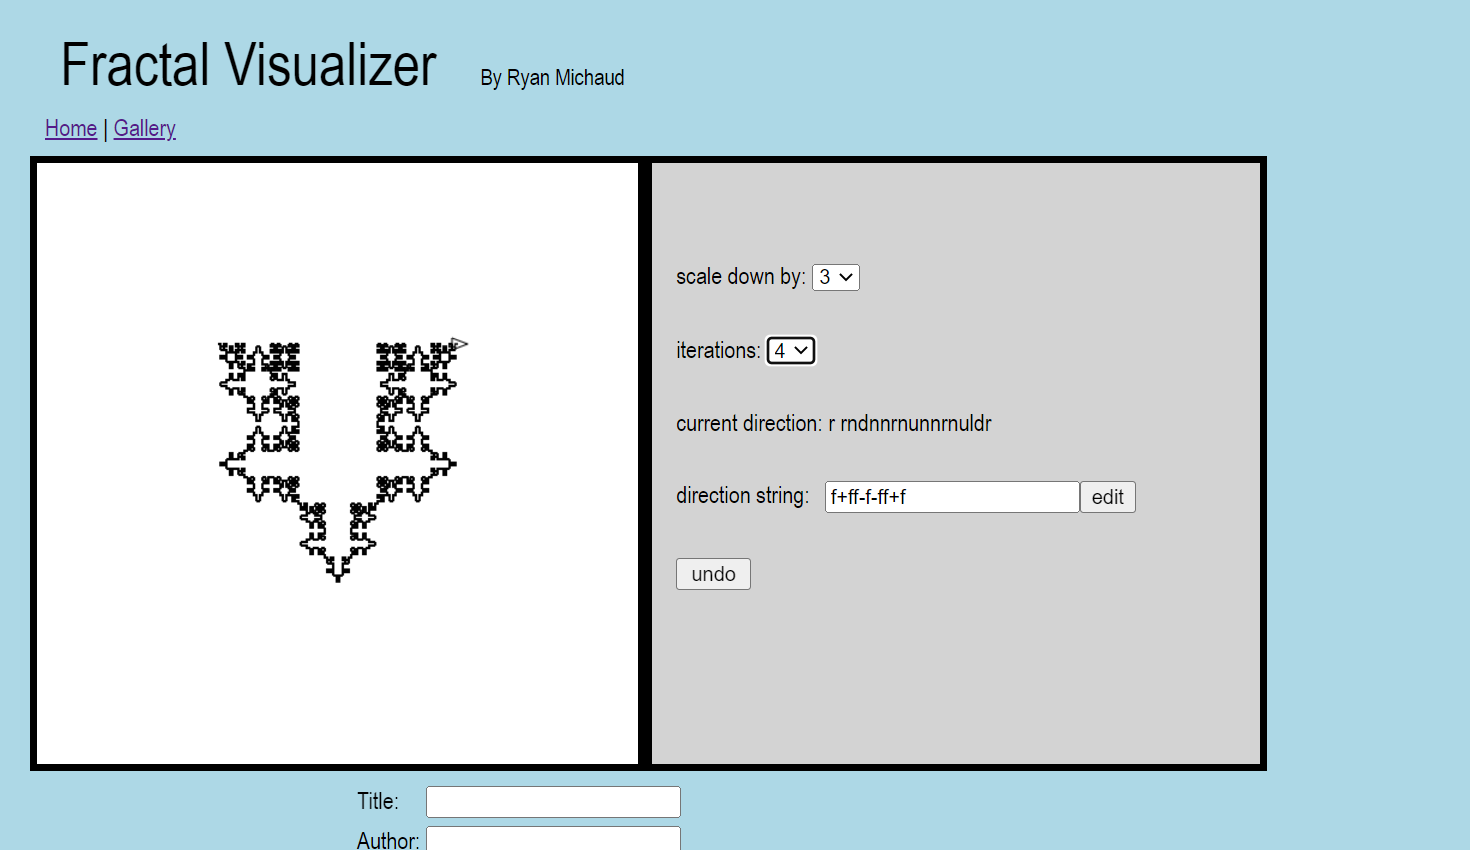 Fractal Visualizer By Ryan Michaud
Home | Gallery
scale down by: 3
iterations: 4
current direction: r rndnnrnunnrnuldr
direction string: f+ff-f-ff+f edit
undo
Title:
Author: